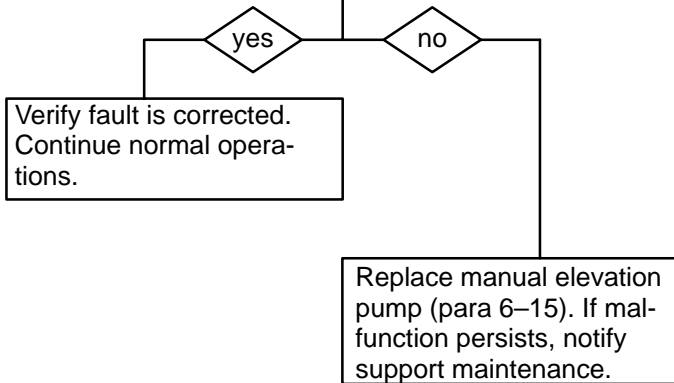 yes
no
Verify fault is corrected.
Continue normal opera-
tions.
Replace manual elevation
pump (para 6–15). If mal-
function persists, notify
support maintenance.